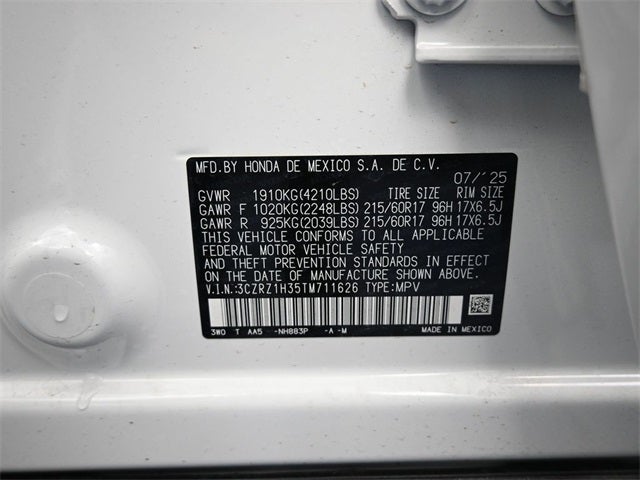 MFD.BY HONDA DE MEXICO S.A. DE C.V.
07/'25
GVWR 1910KG(4210LBS) TIRE SIZE RIM SIZE
GAWR F 1020KG(2248LBS) 215/60R17 96H 17X6.5J
GAWR R 925KG(2039LBS) 215/60R17 96H 17X6.5J
THIS VEHICLE CONFORMS TO ALL APPLICABLE
FEDERAL MOTOR VEHICLE SAFETY
AND THEFT PREVENTION STANDARDS IN EFFECT ON
THE DATE OF MANUFACTURE SHOWN ABOVE.
V.I.N.:3CZRZ1H35TM711626 TYPE:MPV
3W0 T AA5 -NH883P -A -M MADE IN MEXICO